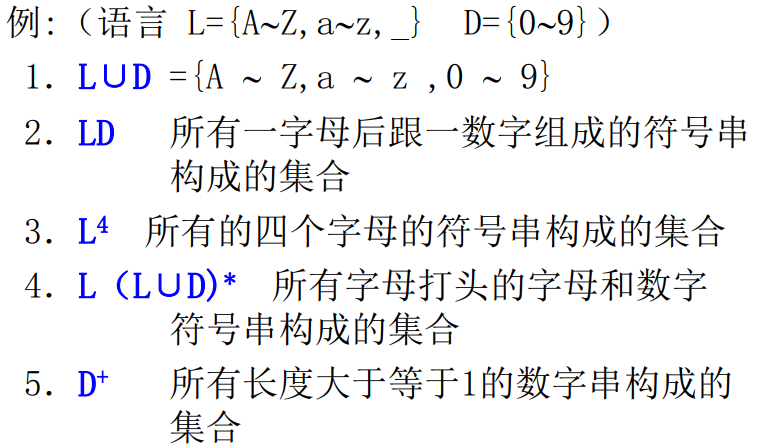 例:（语言 L={A~Z,a~z,_} D={0~9}）
1. L∪D ={A ~ Z,a ~ z ,0 ~ 9}
2. LD 所有一字母后跟一数字组成的符号串
构成的集合
3. L⁴ 所有的四个字母的符号串构成的集合
4. L（L∪D)* 所有字母打头的字母和数字
符号串构成的集合
5. D⁺ 所有长度大于等于1的数字串构成的
集合